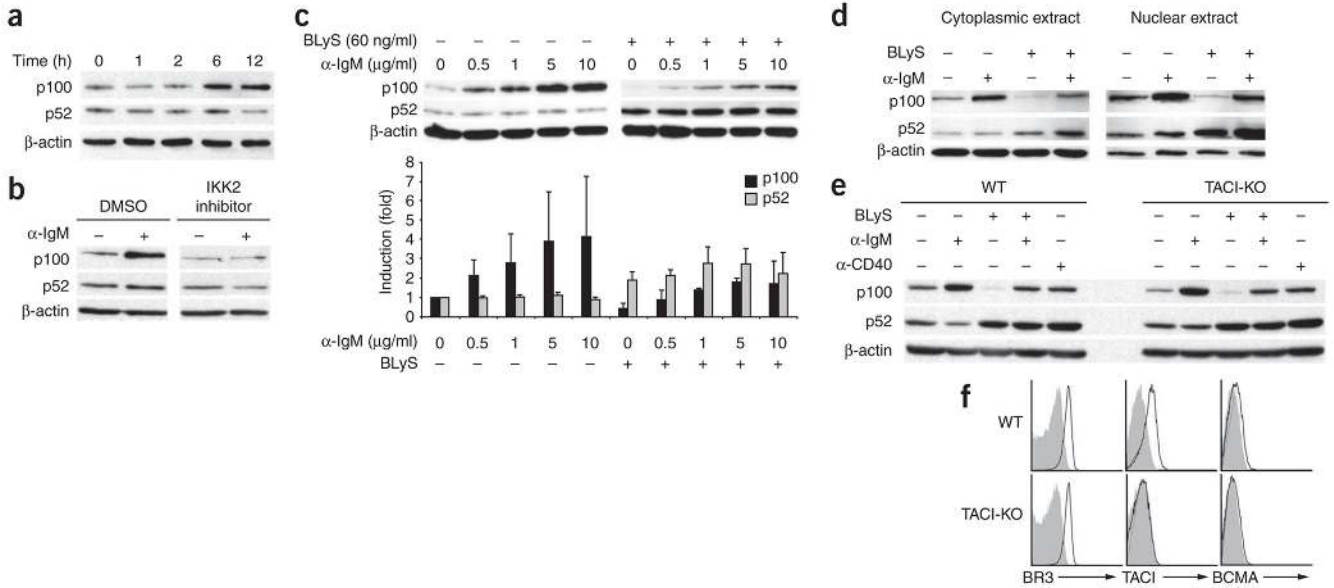 a
Time (h) 0 1 2 6 12
p100
p52
β-actin
b
DMSO IKK2 inhibitor
α-IgM – + – +
p100
p52
β-actin
c
BLyS (60 ng/ml) – – – – – + + + + +
α-IgM (μg/ml) 0 0.5 1 5 10 0 0.5 1 5 10
p100
p52
β-actin
8
7
6
5
4
3
2
1
0
Induction (fold)
p100
p52
α-IgM (μg/ml) 0 0.5 1 5 10 0 0.5 1 5 10
BLyS – – – – – + + + + +
d
Cytoplasmic extract Nuclear extract
BLyS – – + + – – + +
α-IgM – + – + – + – +
p100
p52
β-actin
e
WT TACI-KO
BLyS – – + + – – – + + –
α-IgM – + – + – – + – + –
α-CD40 – – – – + – – – – +
p100
p52
β-actin
f
WT
TACI-KO
BR3 TACI BCMA